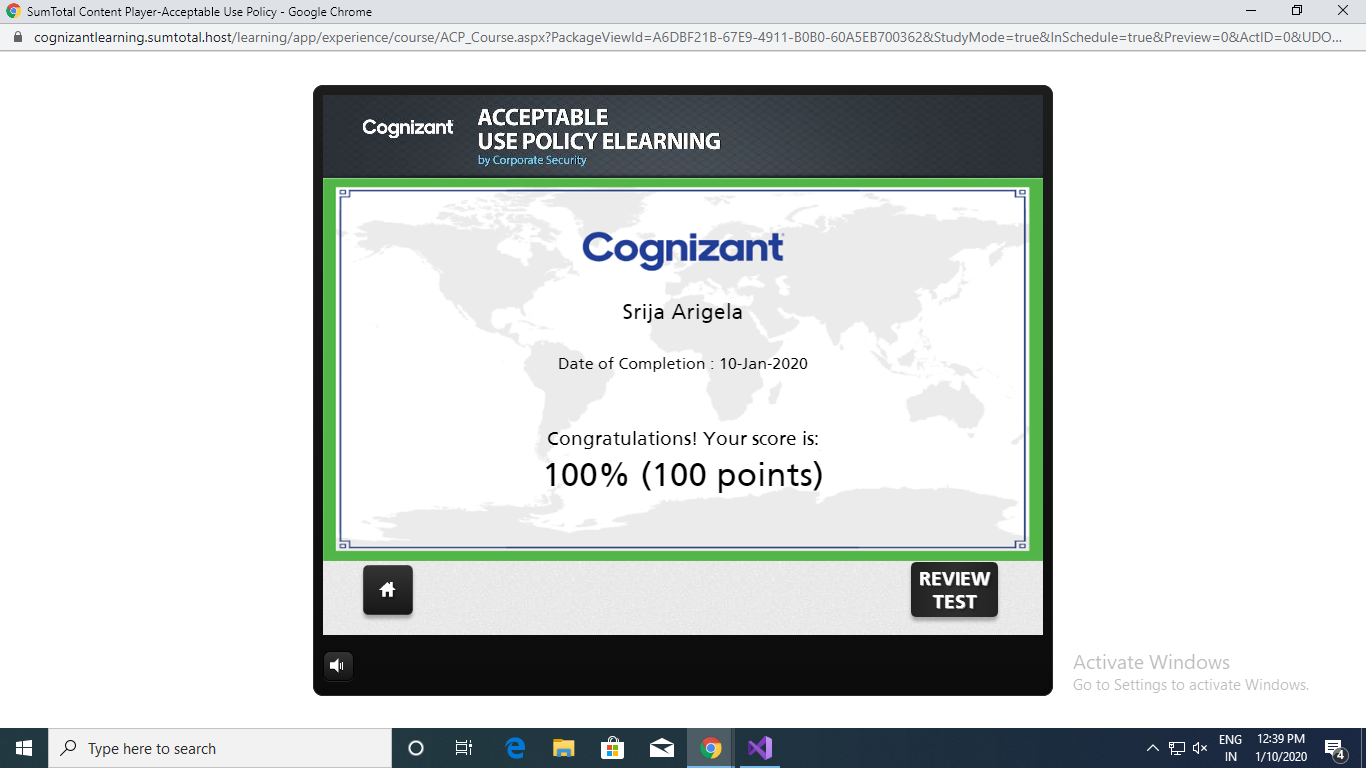 SumTotal Content Player-Acceptable Use Policy - Google Chrome
cognizantlearning.sumtotal.host/learning/app/experience/course/ACP_Course.aspx?PackageViewId=A6DBF21B-67E9-4911-B0B0-60A5EB700362&StudyMode=true&InSchedule=true&Preview=0&ActID=0&UDO...
Cognizant
ACCEPTABLE
USE POLICY ELEARNING
by Corporate Security
Cognizant
Srija Arigela
Date of Completion : 10-Jan-2020
Congratulations! Your score is:
100% (100 points)
REVIEW
TEST
Activate Windows
Go to Settings to activate Windows.
Type here to search
ENG
IN
12:39 PM
1/10/2020
4